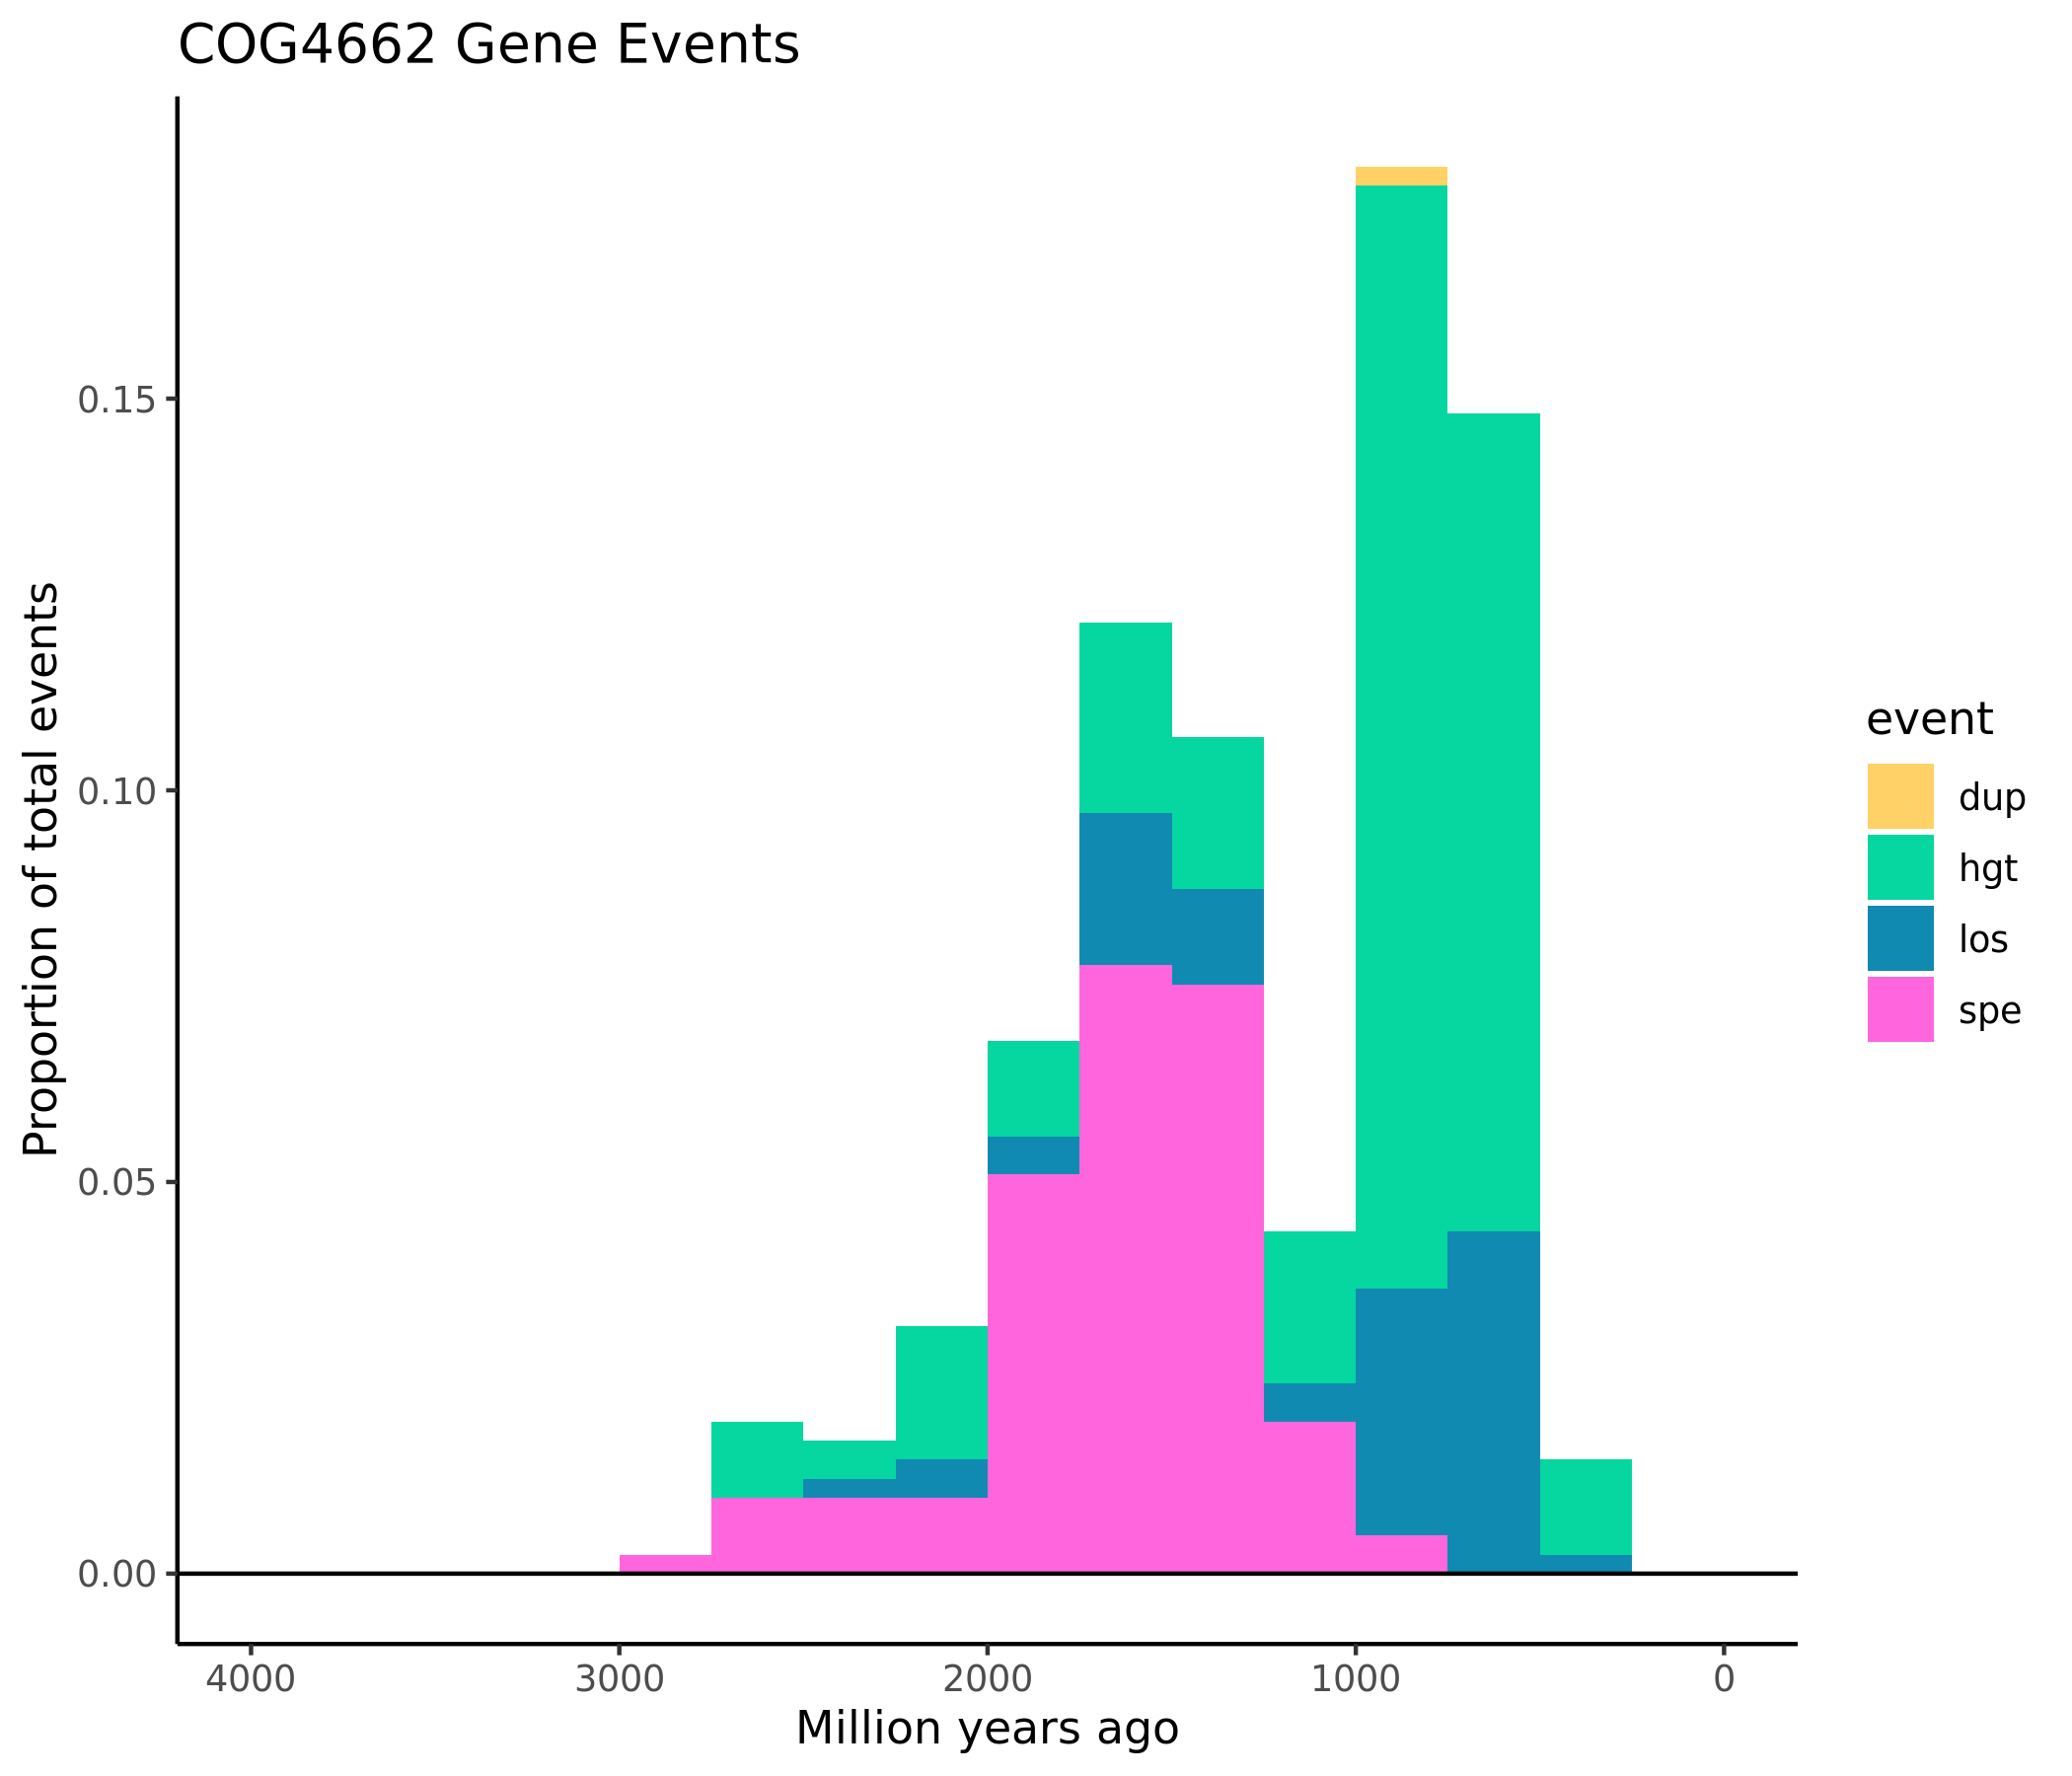 COG4662 Gene Events
Proportion of total events
0.15
0.10
0.05
0.00
4000 3000 2000 1000 0
Million years ago
event
dup
hgt
los
spe